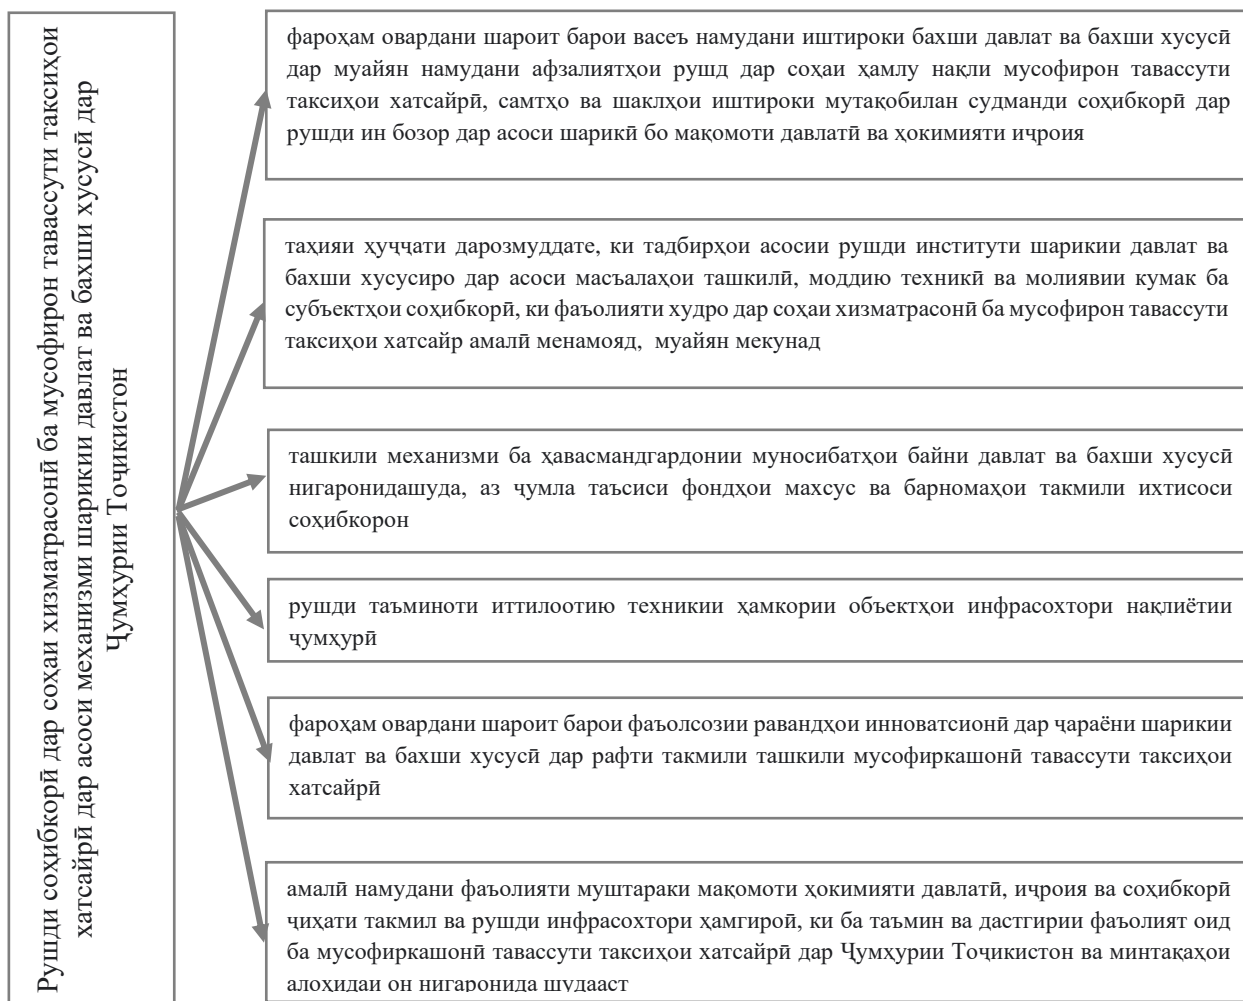 Рушди соҳибкорӣ дар соҳаи хизматрасонӣ ба мусофирон тавассути таксиҳои
хатсайрӣ дар асоси механизми шарикии давлат ва бахши хусусӣ дар
Ҷумҳурии Тоҷикистон
фароҳам овардани шароит барои васеъ намудани иштироки бахши давлат ва бахши хусусӣ
дар муайян намудани афзалиятҳои рушд дар соҳаи ҳамлу нақли мусофирон тавассути
таксиҳои хатсайрӣ, самтҳо ва шаклҳои иштироки мутақобилан судманди соҳибкорӣ дар
рушди ин бозор дар асоси шарикӣ бо мақомоти давлатӣ ва ҳокимияти иҷроия
таҳияи ҳуҷҷати дарозмуддате, ки тадбирҳои асосии рушди институти шарикии давлат ва
бахши хусусиро дар асоси масъалаҳои ташкилӣ, моддию техникӣ ва молиявии кумак ба
субъектҳои соҳибкорӣ, ки фаъолияти худро дар соҳаи хизматрасонӣ ба мусофирон тавассути
таксиҳои хатсайр амалӣ менамояд, муайян мекунад
ташкили механизми ба ҳавасмандгардонии муносибатҳои байни давлат ва бахши хусусӣ
нигаронидашуда, аз ҷумла таъсиси фондҳои махсус ва барномаҳои такмили ихтисоси
соҳибкорон
рушди таъминоти иттилоотию техникии ҳамкории объектҳои инфрасохтори нақлиётии
ҷумҳурӣ
фароҳам овардани шароит барои фаъолсозии равандҳои инноватсионӣ дар ҷараёни шарикии
давлат ва бахши хусусӣ дар рафти такмили ташкили мусофиркашонӣ тавассути таксиҳои
хатсайрӣ
амалӣ намудани фаъолияти муштараки мақомоти ҳокимияти давлатӣ, иҷроия ва соҳибкорӣ
ҷиҳати такмил ва рушди инфрасохтори ҳамгироӣ, ки ба таъмин ва дастгирии фаъолият оид
ба мусофиркашонӣ тавассути таксиҳои хатсайрӣ дар Ҷумҳурии Тоҷикистон ва минтақаҳои
алоҳидаи он нигаронида шудааст